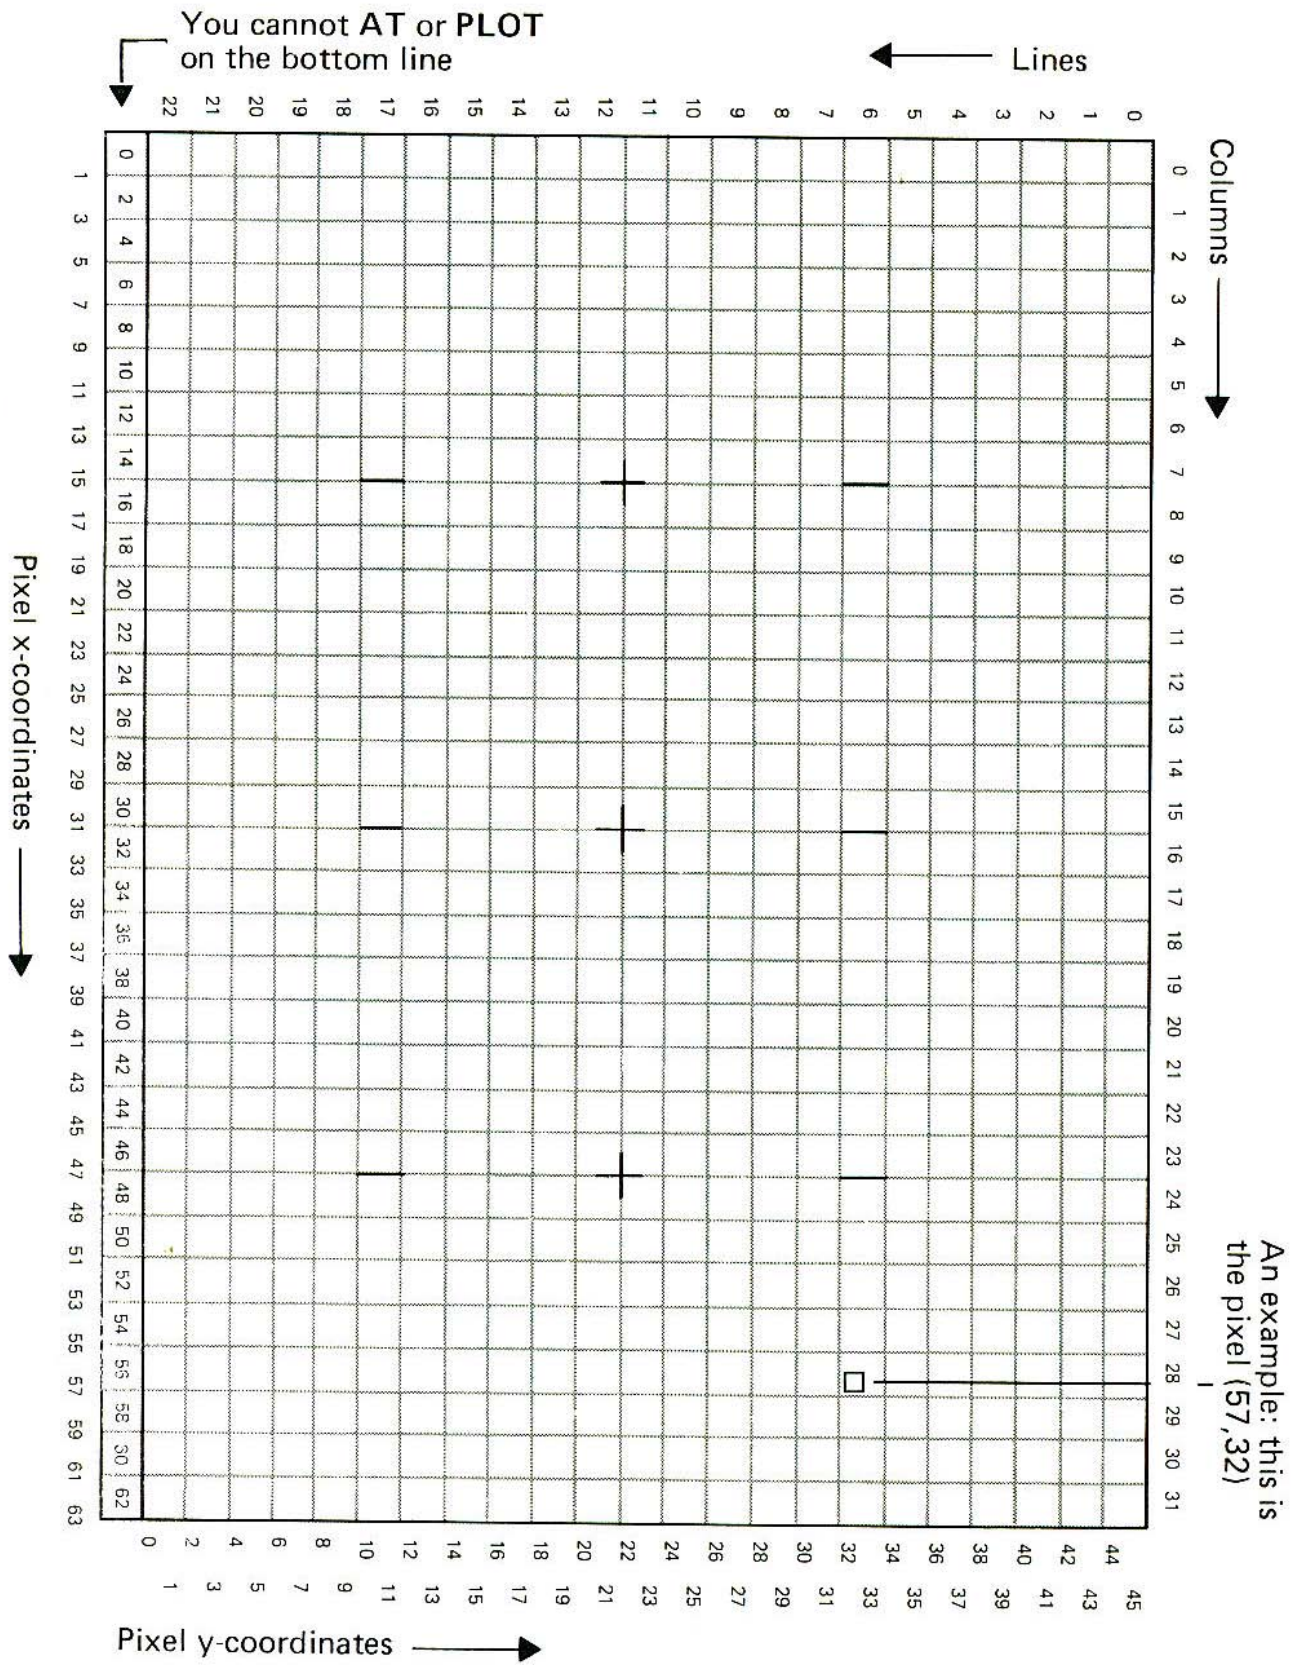 You cannot AT or PLOT
on the bottom line
Lines
22 21 20 19 18 17 16 15 14 13 12 11 10 9 8 7 6 5 4 3 2 1 0
Columns
0 1 2 3 4 5 6 7 8 9 10 11 12 13 14 15 16 17 18 19 20 21 22 23 24 25 26 27 28 29 30 31
0 2 4 6 8 10 12 14 16 18 20 22 24 26 28 30 32 34 36 38 40 42 44 46 48 50 52 54 56 58 30 62
1 3 5 7 9 11 13 15 17 19 21 23 25 27 29 31 33 35 37 39 41 43 45 47 49 51 53 55 57 59 61 63
Pixel x-coordinates
An example: this is
the pixel (57,32)
0 2 4 6 8 10 12 14 16 18 20 22 24 26 28 30 32 34 36 38 40 42 44
1 3 5 7 9 11 13 15 17 19 21 23 25 27 29 31 33 35 37 39 41 43 45
Pixel y-coordinates